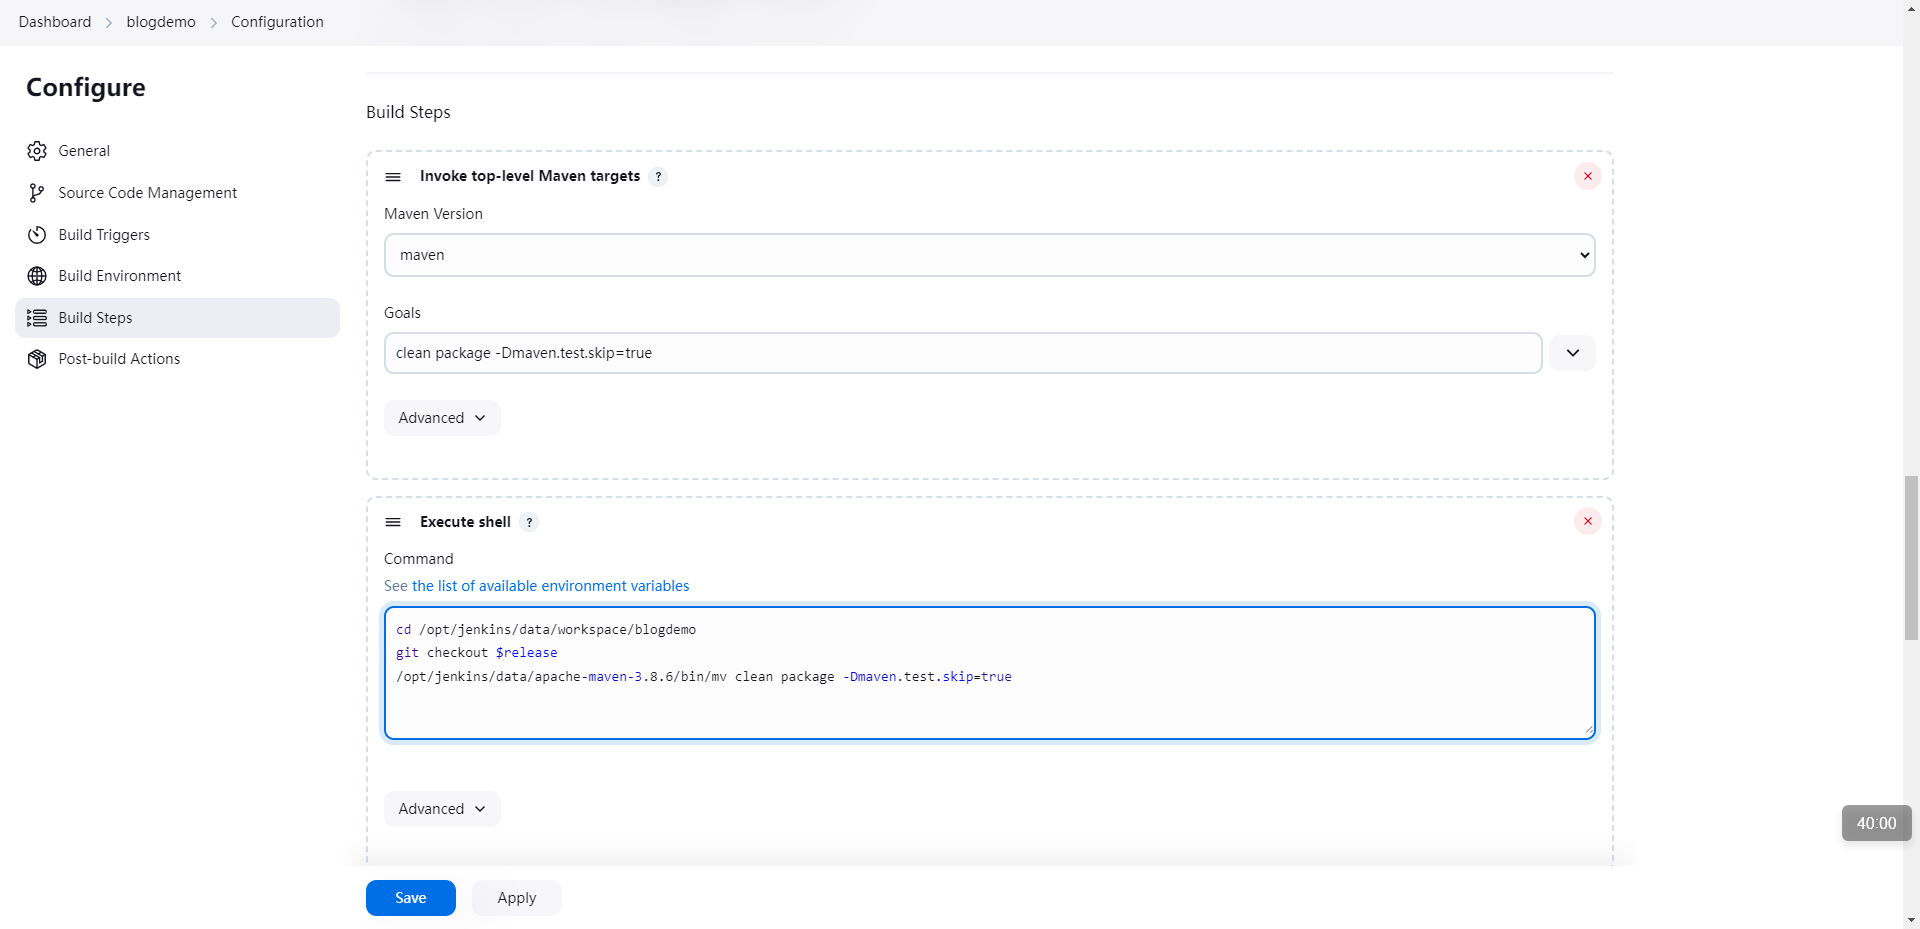 Dashboard > blogdemo > Configuration
Configure
General
Source Code Management
Build Triggers
Build Environment
Build Steps
Post-build Actions
Build Steps
Invoke top-level Maven targets ?
Maven Version
maven
Goals
clean package -Dmaven.test.skip=true
Advanced
Execute shell ?
Command
See the list of available environment variables
cd /opt/jenkins/data/workspace/blogdemo
git checkout $release
/opt/jenkins/data/apache-maven-3.8.6/bin/mv clean package -Dmaven.test.skip=true
Advanced
40:00
Save Apply